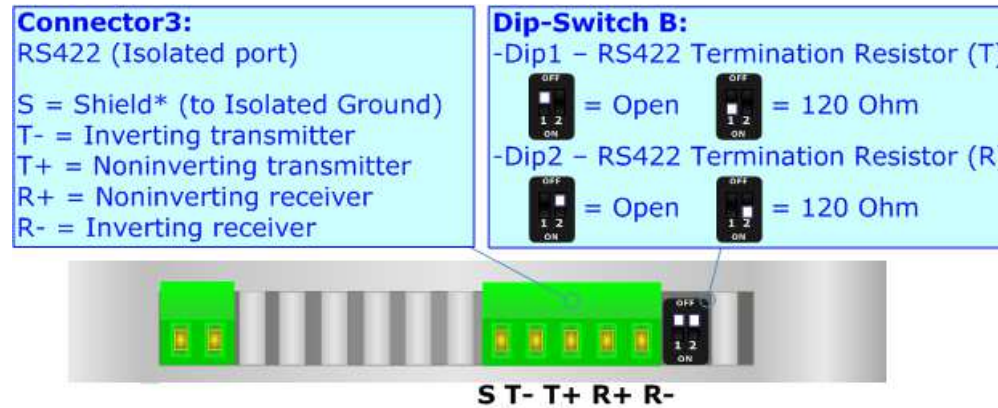 Connector3:
RS422 (Isolated port)
S = Shield* (to Isolated Ground)
T- = Inverting transmitter
T+ = Noninverting transmitter
R+ = Noninverting receiver
R- = Inverting receiver
Dip-Switch B:
-Dip1 – RS422 Termination Resistor (T)
OFF
1 2
ON
= Open
OFF
1 2
ON
= 120 Ohm
-Dip2 – RS422 Termination Resistor (R)
OFF
1 2
ON
= Open
OFF
1 2
ON
= 120 Ohm
OFF
1 2
ON
S T- T+ R+ R-